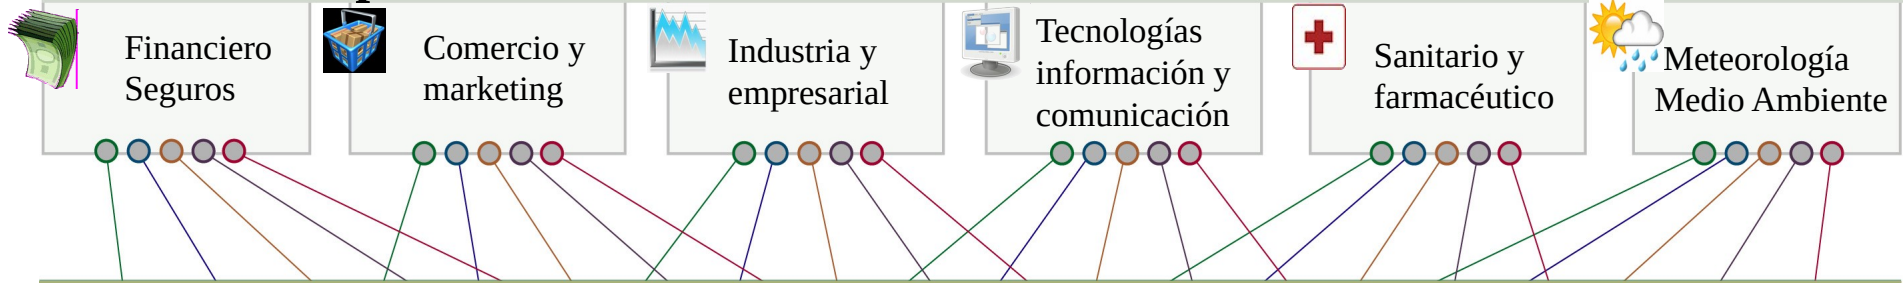 Financiero
Seguros
Comercio y
marketing
Industria y
empresarial
Tecnologías
información y
comunicación
Sanitario y
farmacéutico
Meteorología
Medio Ambiente